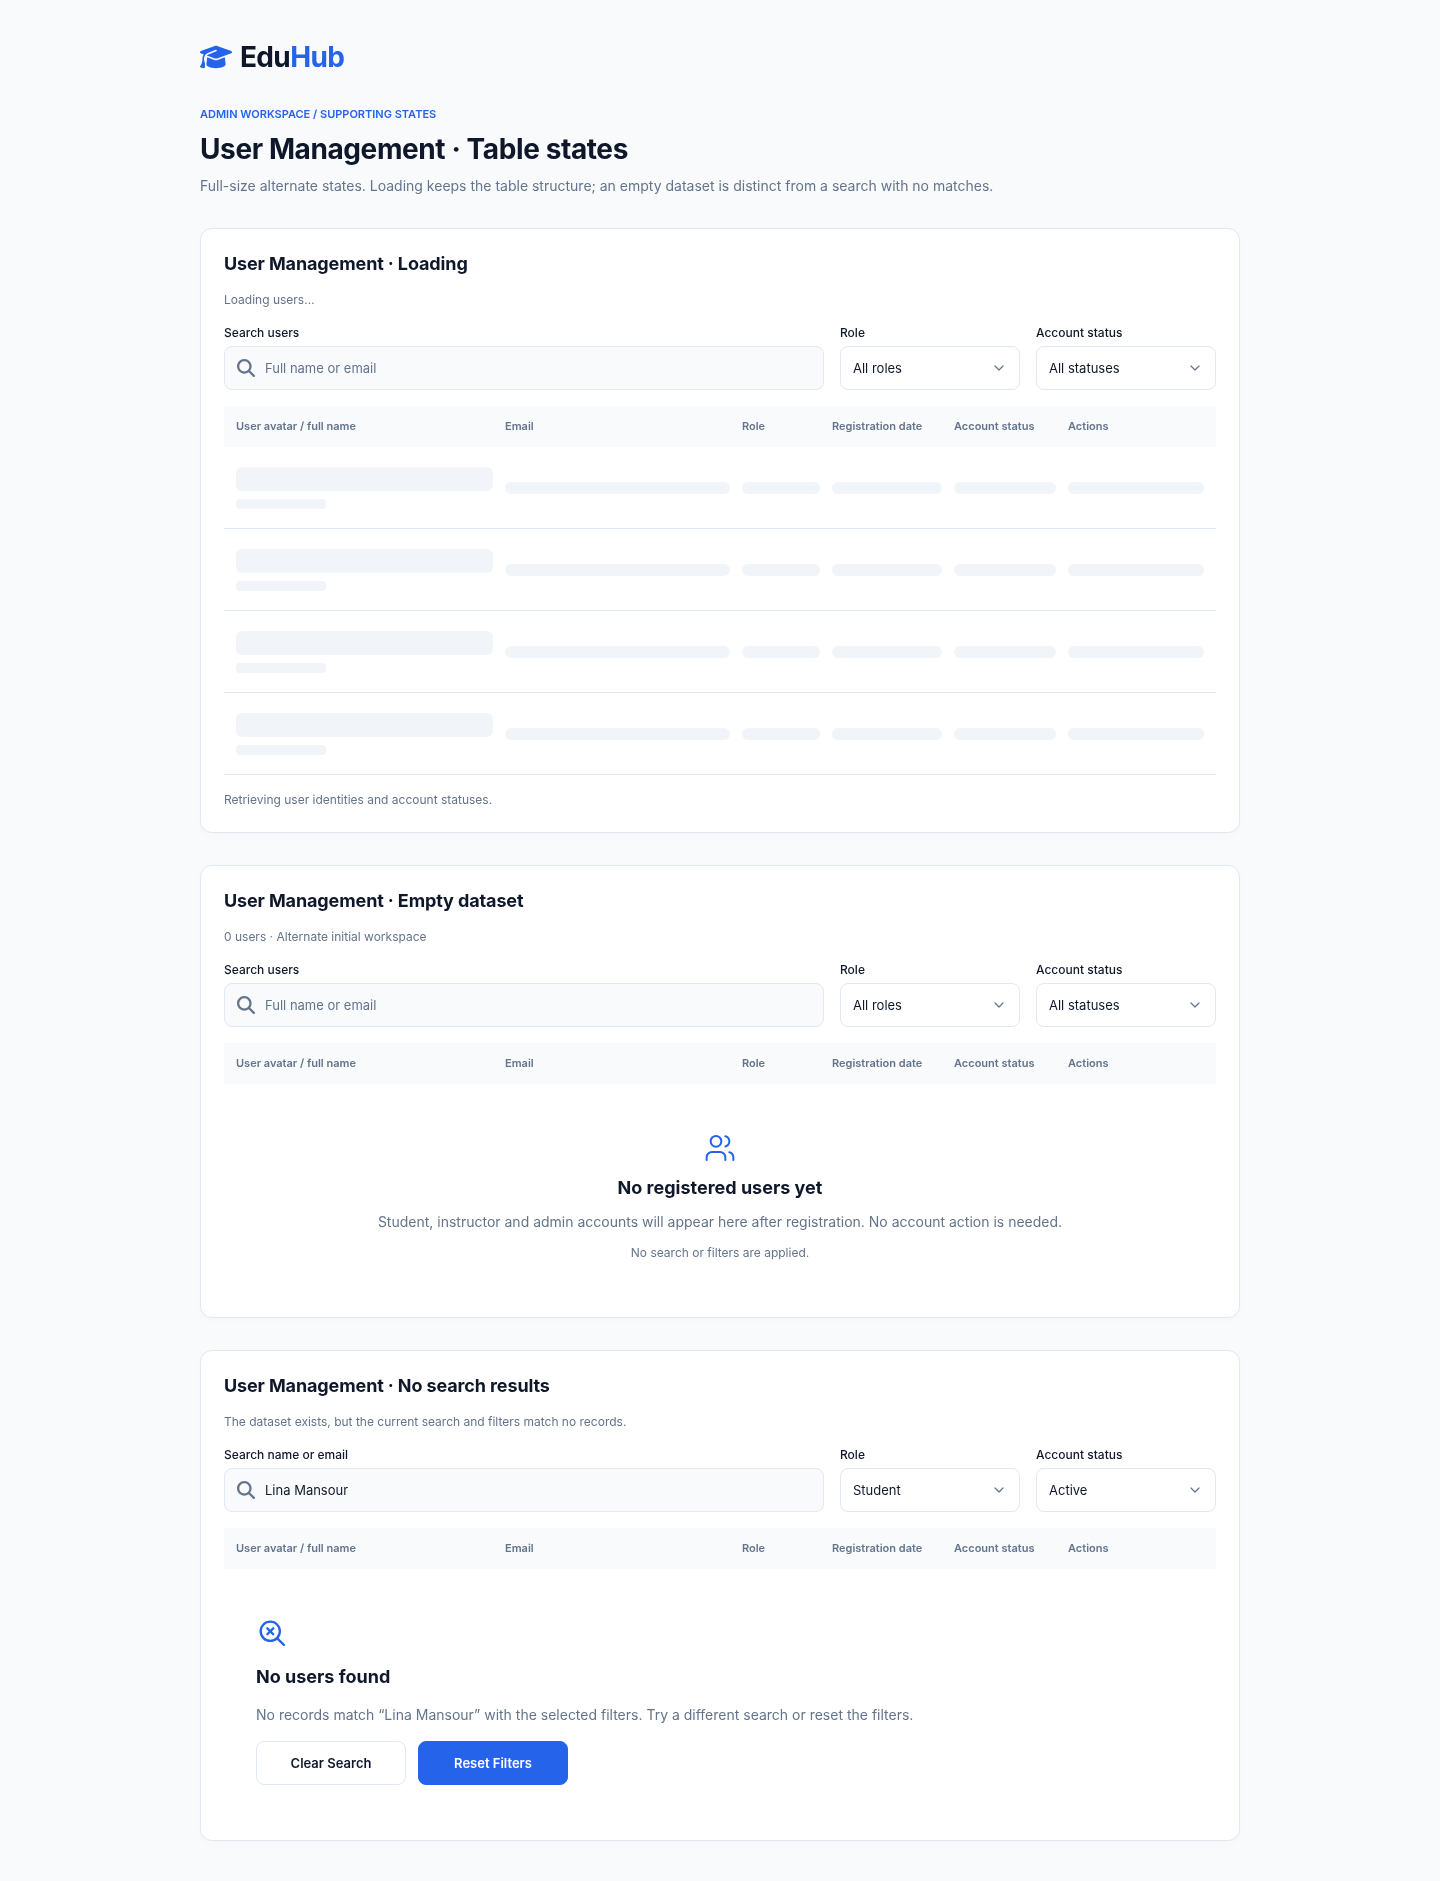 EduHub
ADMIN WORKSPACE / SUPPORTING STATES
User Management · Table states
Full-size alternate states. Loading keeps the table structure; an empty dataset is distinct from a search with no matches.
User Management · Loading
Loading users...
Search users Role Account status
Full name or email All roles All statuses
User avatar / full name Email Role Registration date Account status Actions
Retrieving user identities and account statuses.
User Management · Empty dataset
0 users · Alternate initial workspace
Search users Role Account status
Full name or email All roles All statuses
User avatar / full name Email Role Registration date Account status Actions
No registered users yet
Student, instructor and admin accounts will appear here after registration. No account action is needed.
No search or filters are applied.
User Management · No search results
The dataset exists, but the current search and filters match no records.
Search name or email Role Account status
Lina Mansour Student Active
User avatar / full name Email Role Registration date Account status Actions
No users found
No records match “Lina Mansour” with the selected filters. Try a different search or reset the filters.
Clear Search Reset Filters